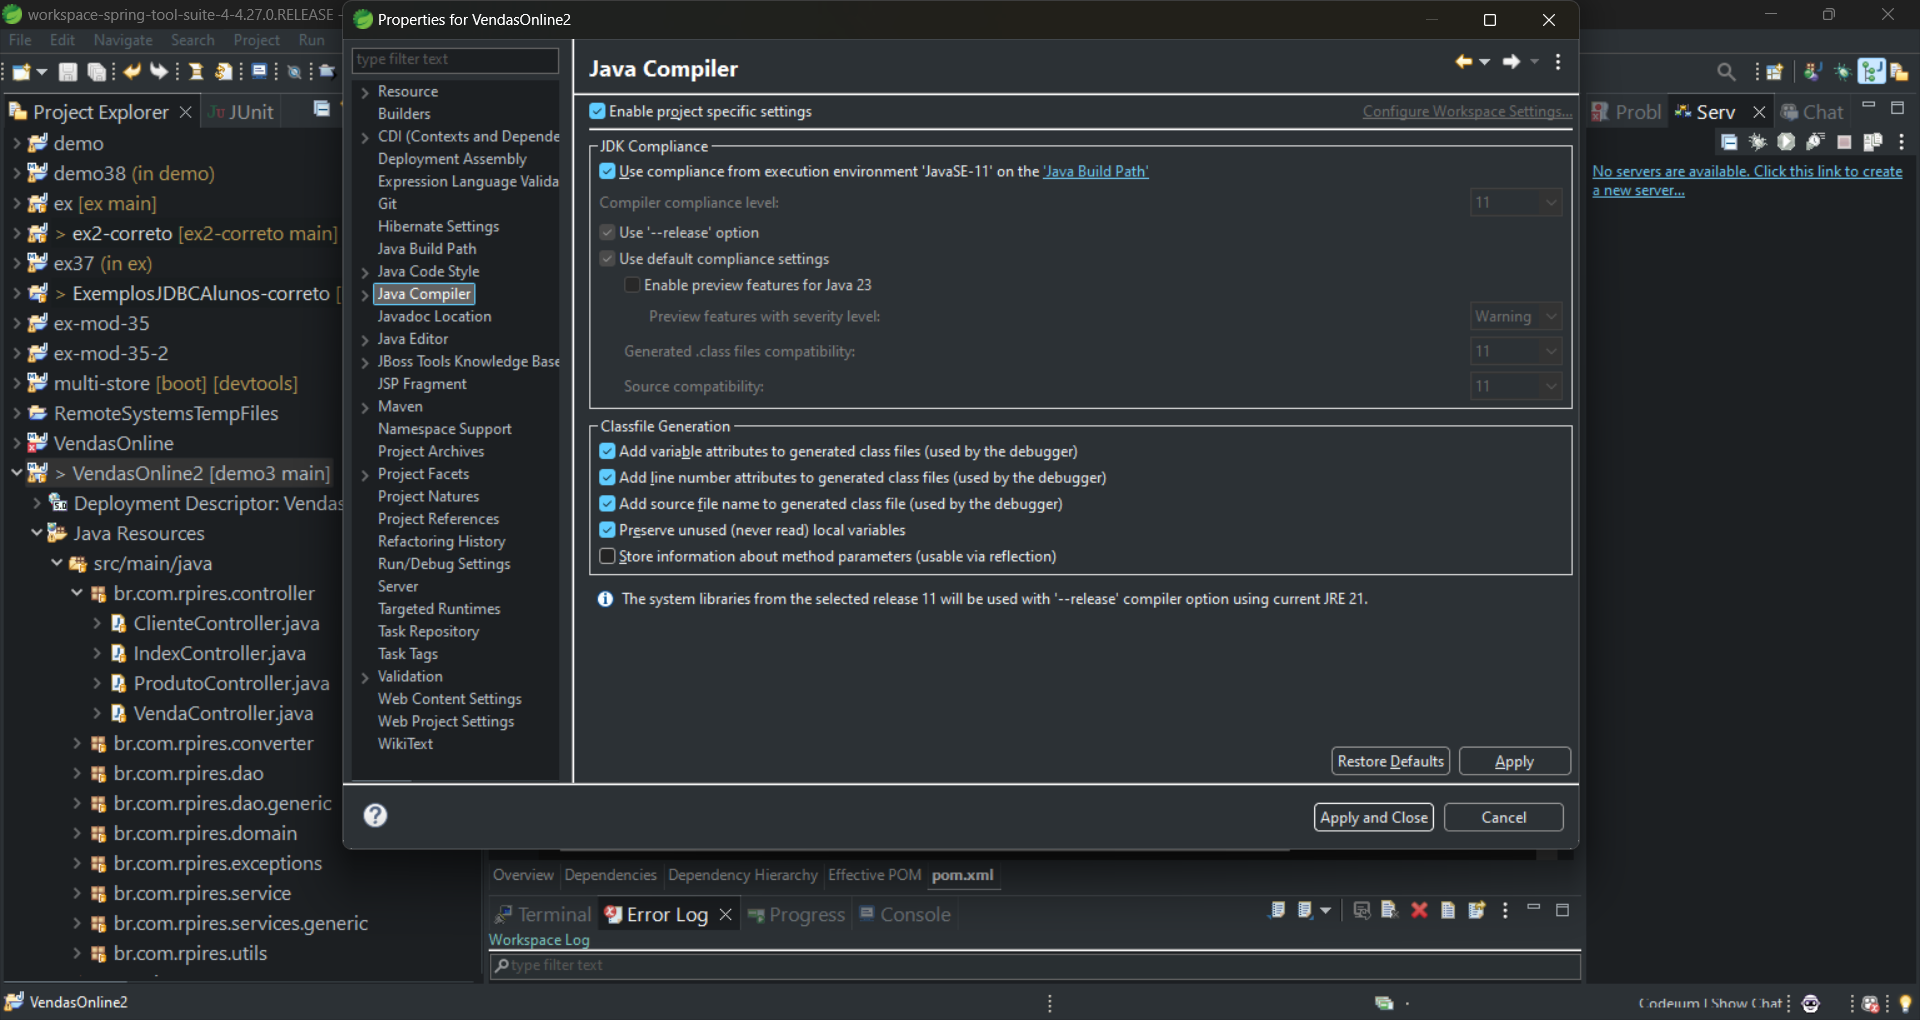 workspace-spring-tool-suite-4-4.27.0.RELEASE -
File Edit Navigate Search Project Run
Project Explorer
JUnit
demo
demo38 (in demo)
ex [ex main]
> ex2-correto [ex2-correto main]
ex37 (in ex)
> ExemplosJDBCAlunos-correto [
ex-mod-35
ex-mod-35-2
multi-store [boot] [devtools]
RemoteSystemsTempFiles
VendasOnline
> VendasOnline2 [demo3 main]
Deployment Descriptor: Vendas
Java Resources
src/main/java
br.com.rpires.controller
ClienteController.java
IndexController.java
ProdutoController.java
VendaController.java
br.com.rpires.converter
br.com.rpires.dao
br.com.rpires.dao.generic
br.com.rpires.domain
br.com.rpires.exceptions
br.com.rpires.service
br.com.rpires.services.generic
br.com.rpires.utils
Properties for VendasOnline2
type filter text
Resource
Builders
CDI (Contexts and Depende
Deployment Assembly
Expression Language Valida
Git
Hibernate Settings
Java Build Path
Java Code Style
Java Compiler
Javadoc Location
Java Editor
JBoss Tools Knowledge Base
JSP Fragment
Maven
Namespace Support
Project Archives
Project Facets
Project Natures
Project References
Refactoring History
Run/Debug Settings
Server
Targeted Runtimes
Task Repository
Task Tags
Validation
Web Content Settings
Web Project Settings
WikiText
Java Compiler
Enable project specific settings
Configure Workspace Settings...
JDK Compliance
Use compliance from execution environment 'JavaSE-11' on the 'Java Build Path'
Compiler compliance level: 11
Use '--release' option
Use default compliance settings
Enable preview features for Java 23
Preview features with severity level: Warning
Generated .class files compatibility: 11
Source compatibility: 11
Classfile Generation
Add variable attributes to generated class files (used by the debugger)
Add line number attributes to generated class files (used by the debugger)
Add source file name to generated class file (used by the debugger)
Preserve unused (never read) local variables
Store information about method parameters (usable via reflection)
The system libraries from the selected release 11 will be used with '--release' compiler option using current JRE 21.
Restore Defaults
Apply
Apply and Close
Cancel
Probl
Serv
Chat
No servers are available. Click this link to create
a new server...
Overview Dependencies Dependency Hierarchy Effective POM pom.xml
Terminal
Error Log
Progress
Console
Workspace Log
type filter text
VendasOnline2
Codeium | Show Chat